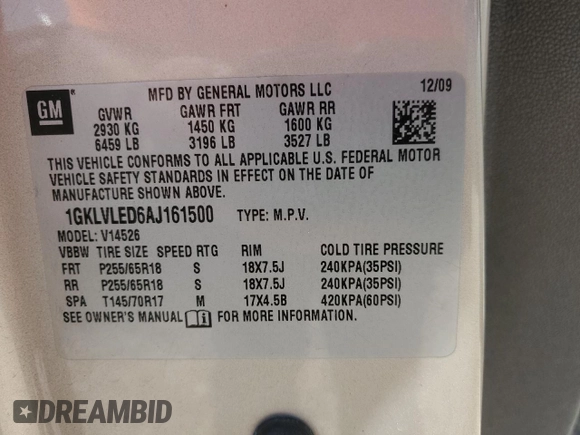 GM
MFD BY GENERAL MOTORS LLC 12/09
GVWR GAWR FRT GAWR RR
2930 KG 1450 KG 1600 KG
6459 LB 3196 LB 3527 LB
THIS VEHICLE CONFORMS TO ALL APPLICABLE U.S. FEDERAL MOTOR
VEHICLE SAFETY STANDARDS IN EFFECT ON THE DATE OF
MANUFACTURE SHOWN ABOVE.
1GKLVLED6AJ161500 TYPE: M.P.V.
MODEL: V14526
VBBW TIRE SIZE SPEED RTG RIM COLD TIRE PRESSURE
FRT P255/65R18 S 18X7.5J 240KPA(35PSI)
RR P255/65R18 S 18X7.5J 240KPA(35PSI)
SPA T145/70R17 M 17X4.5B 420KPA(60PSI)
SEE OWNER'S MANUAL FOR MORE INFORMATION.
DREAMBID